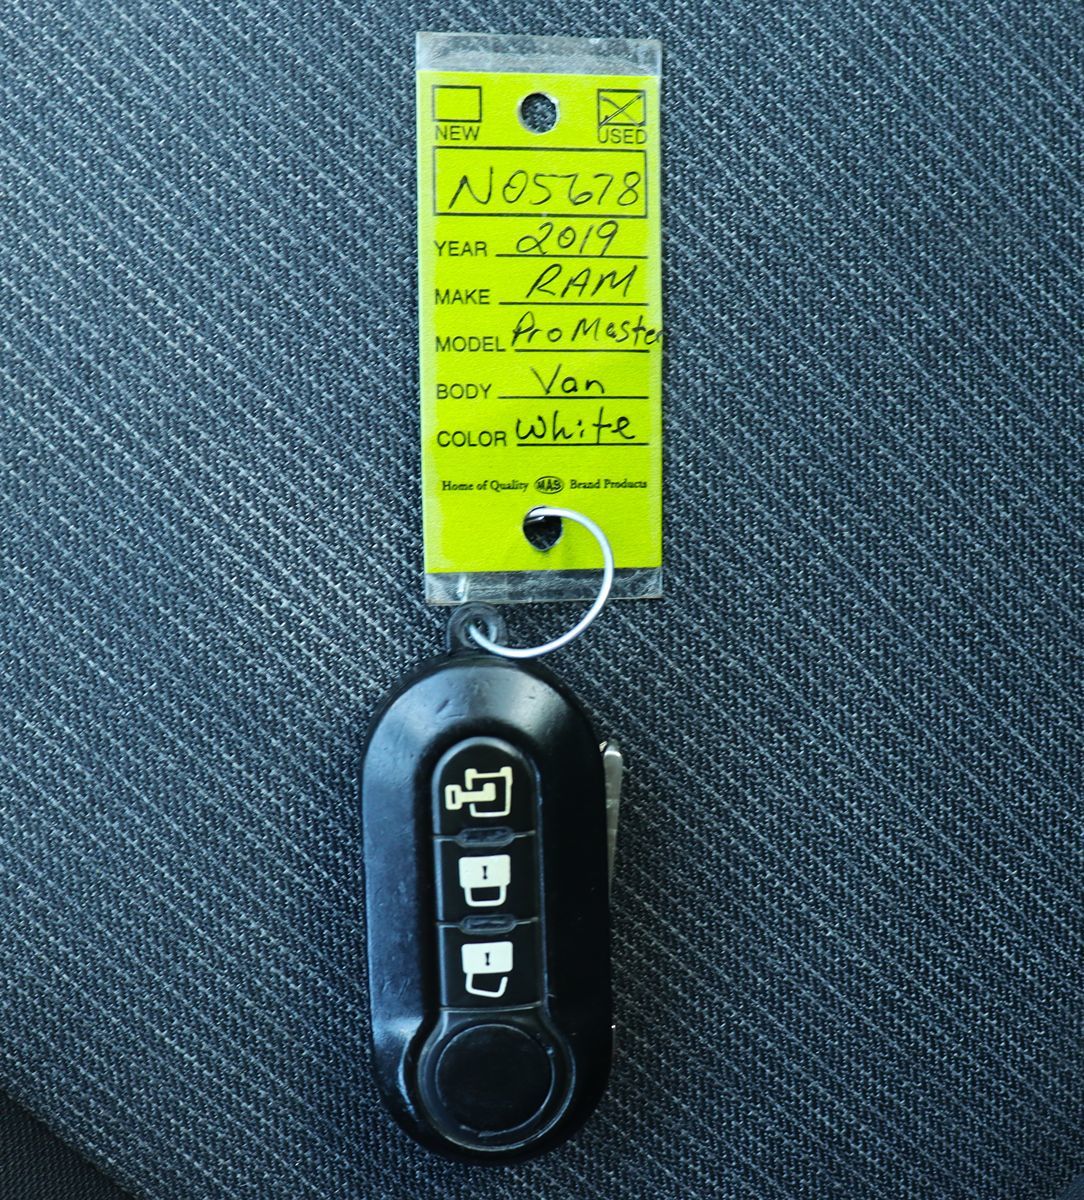 NEW USED
N05678
YEAR 2019
MAKE RAM
MODEL ProMaster
BODY Van
COLOR White
Home of Quality MAS Brand Products